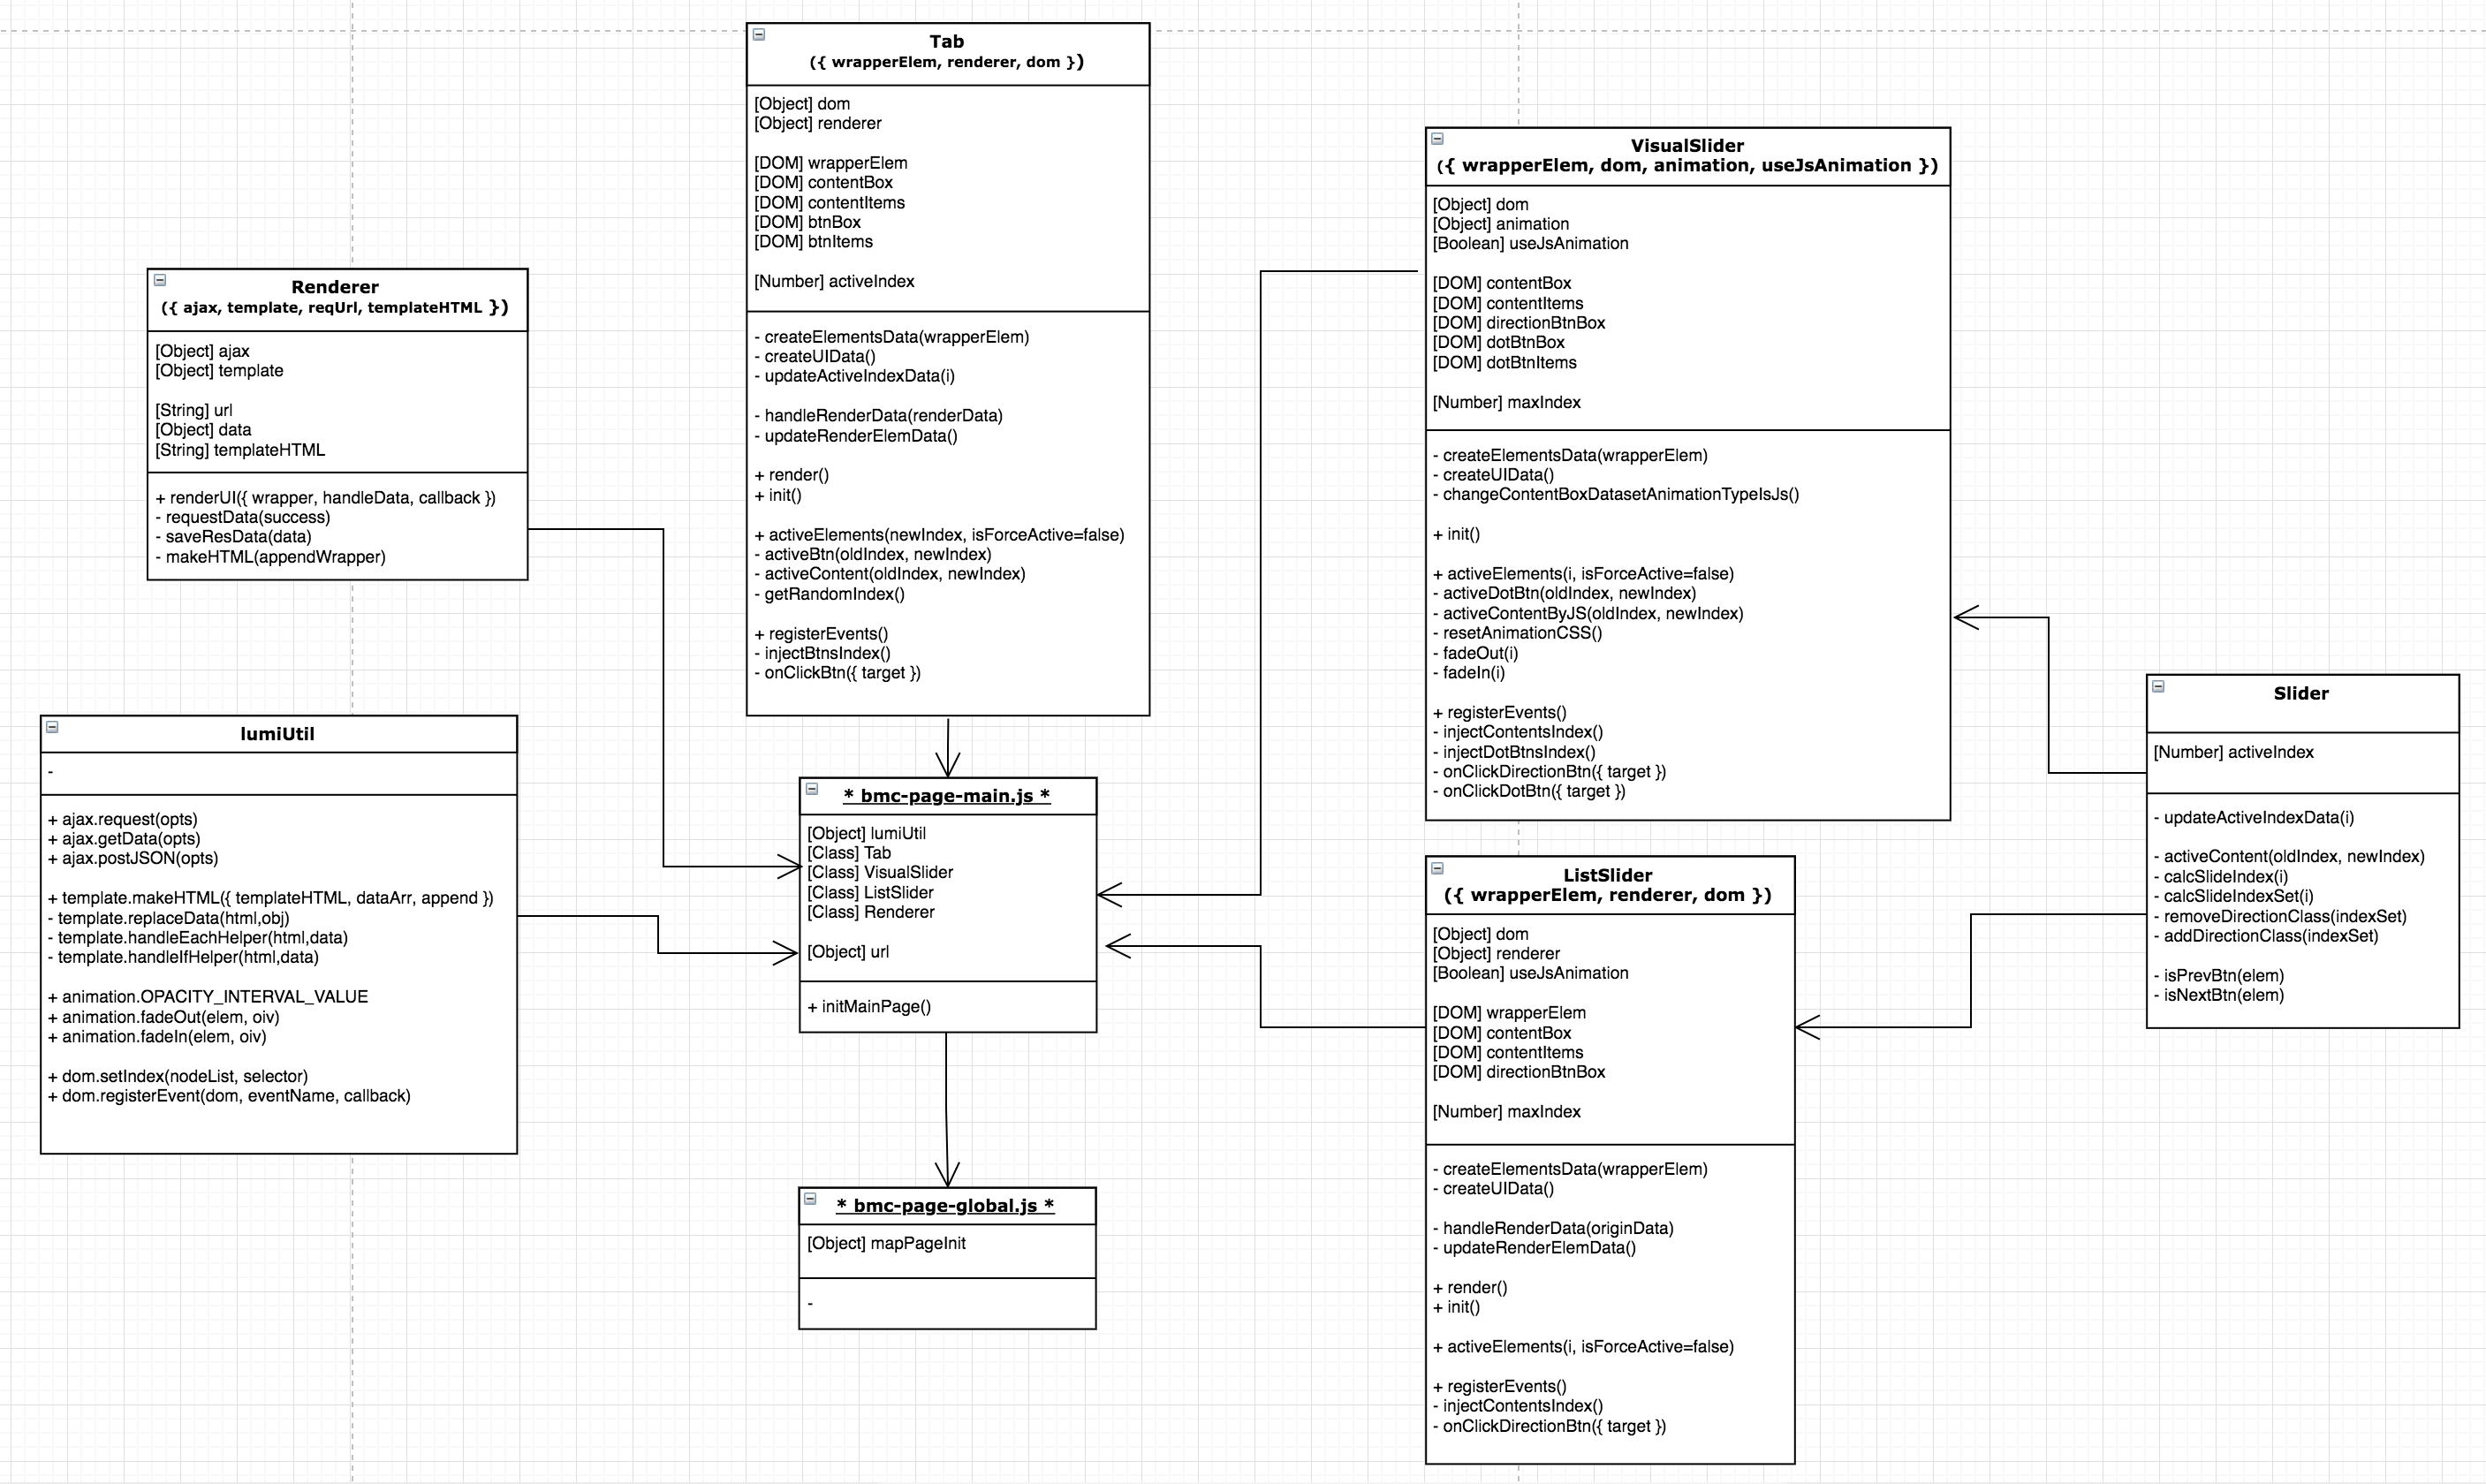 Tab
({ wrapperElem, renderer, dom })
[Object] dom
[Object] renderer
[DOM] wrapperElem
[DOM] contentBox
[DOM] contentItems
[DOM] btnBox
[DOM] btnItems
[Number] activeIndex
- createElementsData(wrapperElem)
- createUIData()
- updateActiveIndexData(i)
- handleRenderData(renderData)
- updateRenderElemData()
+ render()
+ init()
+ activeElements(newIndex, isForceActive=false)
- activeBtn(oldIndex, newIndex)
- activeContent(oldIndex, newIndex)
- getRandomIndex()
+ registerEvents()
- injectBtnsIndex()
- onClickBtn({ target })
VisualSlider
({ wrapperElem, dom, animation, useJsAnimation })
[Object] dom
[Object] animation
[Boolean] useJsAnimation
[DOM] contentBox
[DOM] contentItems
[DOM] directionBtnBox
[DOM] dotBtnBox
[DOM] dotBtnItems
[Number] maxIndex
- createElementsData(wrapperElem)
- createUIData()
- changeContentBoxDatasetAnimationTypeIsJs()
+ init()
+ activeElements(i, isForceActive=false)
- activeDotBtn(oldIndex, newIndex)
- activeContentByJS(oldIndex, newIndex)
- resetAnimationCSS()
- fadeOut(i)
- fadeIn(i)
+ registerEvents()
- injectContentsIndex()
- injectDotBtnsIndex()
- onClickDirectionBtn({ target })
- onClickDotBtn({ target })
Renderer
({ ajax, template, reqUrl, templateHTML })
[Object] ajax
[Object] template
[String] url
[Object] data
[String] templateHTML
+ renderUI({ wrapper, handleData, callback })
- requestData(success)
- saveResData(data)
- makeHTML(appendWrapper)
Slider
[Number] activeIndex
- updateActiveIndexData(i)
- activeContent(oldIndex, newIndex)
- calcSlideIndex(i)
- calcSlideIndexSet(i)
- removeDirectionClass(indexSet)
- addDirectionClass(indexSet)
- isPrevBtn(elem)
- isNextBtn(elem)
lumiUtil
-
+ ajax.request(opts)
+ ajax.getData(opts)
+ ajax.postJSON(opts)
+ template.makeHTML({ templateHTML, dataArr, append })
- template.replaceData(html,obj)
- template.handleEachHelper(html,data)
- template.handleIfHelper(html,data)
+ animation.OPACITY_INTERVAL_VALUE
+ animation.fadeOut(elem, oiv)
+ animation.fadeIn(elem, oiv)
+ dom.setIndex(nodeList, selector)
+ dom.registerEvent(dom, eventName, callback)
* bmc-page-main.js *
[Object] lumiUtil
[Class] Tab
[Class] VisualSlider
[Class] ListSlider
[Class] Renderer
[Object] url
+ initMainPage()
ListSlider
({ wrapperElem, renderer, dom })
[Object] dom
[Object] renderer
[Boolean] useJsAnimation
[DOM] wrapperElem
[DOM] contentBox
[DOM] contentItems
[DOM] directionBtnBox
[Number] maxIndex
- createElementsData(wrapperElem)
- createUIData()
- handleRenderData(originData)
- updateRenderElemData()
+ render()
+ init()
+ activeElements(i, isForceActive=false)
+ registerEvents()
- injectContentsIndex()
- onClickDirectionBtn({ target })
* bmc-page-global.js *
[Object] mapPageInit
-